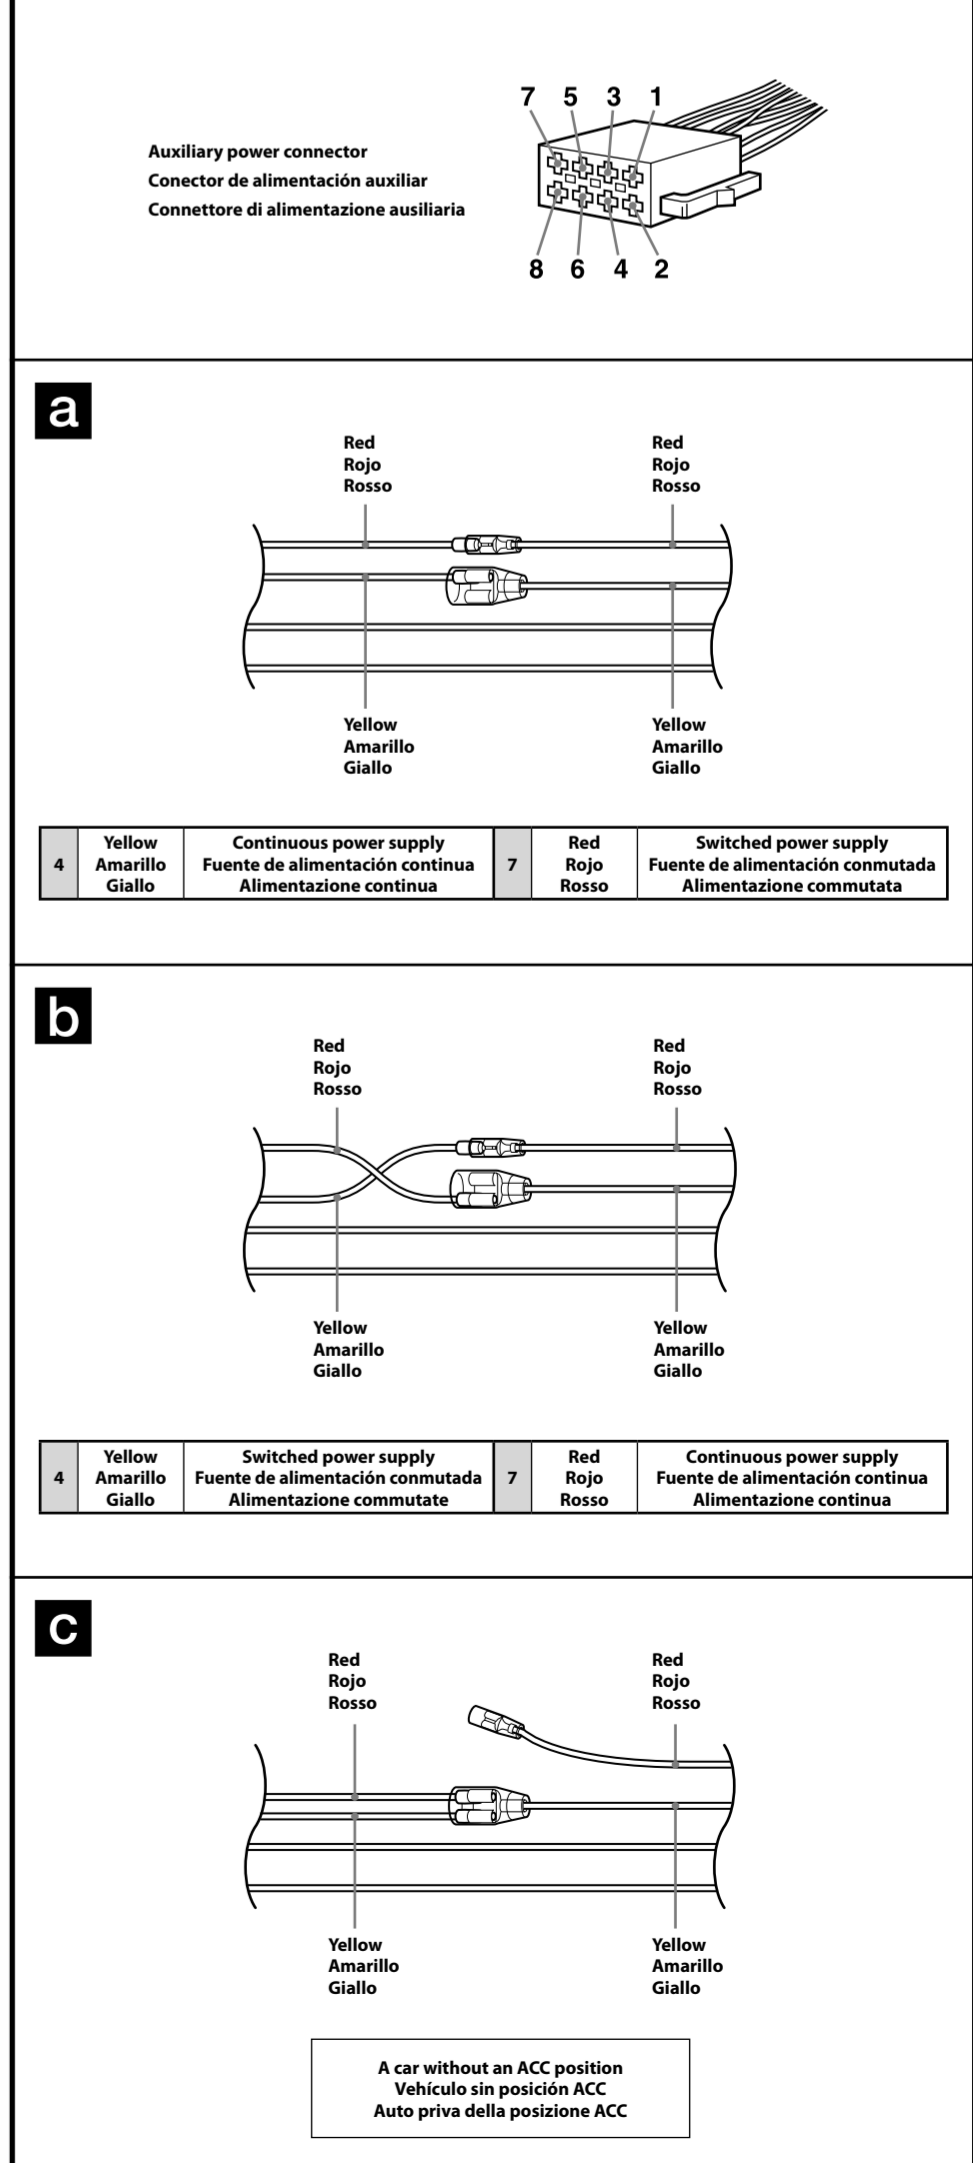 7 5 3 1
Auxiliary power connector
Conector de alimentación auxiliar
Connettore di alimentazione ausiliaria
8 6 4 2
a
Red
Rojo
Rosso
Red
Rojo
Rosso
Yellow
Amarillo
Giallo
Yellow
Amarillo
Giallo
4
Yellow
Amarillo
Giallo
Continuous power supply
Fuente de alimentación continua
Alimentazione continua
7
Red
Rojo
Rosso
Switched power supply
Fuente de alimentación conmutada
Alimentazione commutata
b
Red
Rojo
Rosso
Red
Rojo
Rosso
Yellow
Amarillo
Giallo
Yellow
Amarillo
Giallo
4
Yellow
Amarillo
Giallo
Switched power supply
Fuente de alimentación conmutada
Alimentazione commutate
7
Red
Rojo
Rosso
Continuous power supply
Fuente de alimentación continua
Alimentazione continua
c
Red
Rojo
Rosso
Red
Rojo
Rosso
Yellow
Amarillo
Giallo
Yellow
Amarillo
Giallo
A car without an ACC position
Vehículo sin posición ACC
Auto priva della posizione ACC